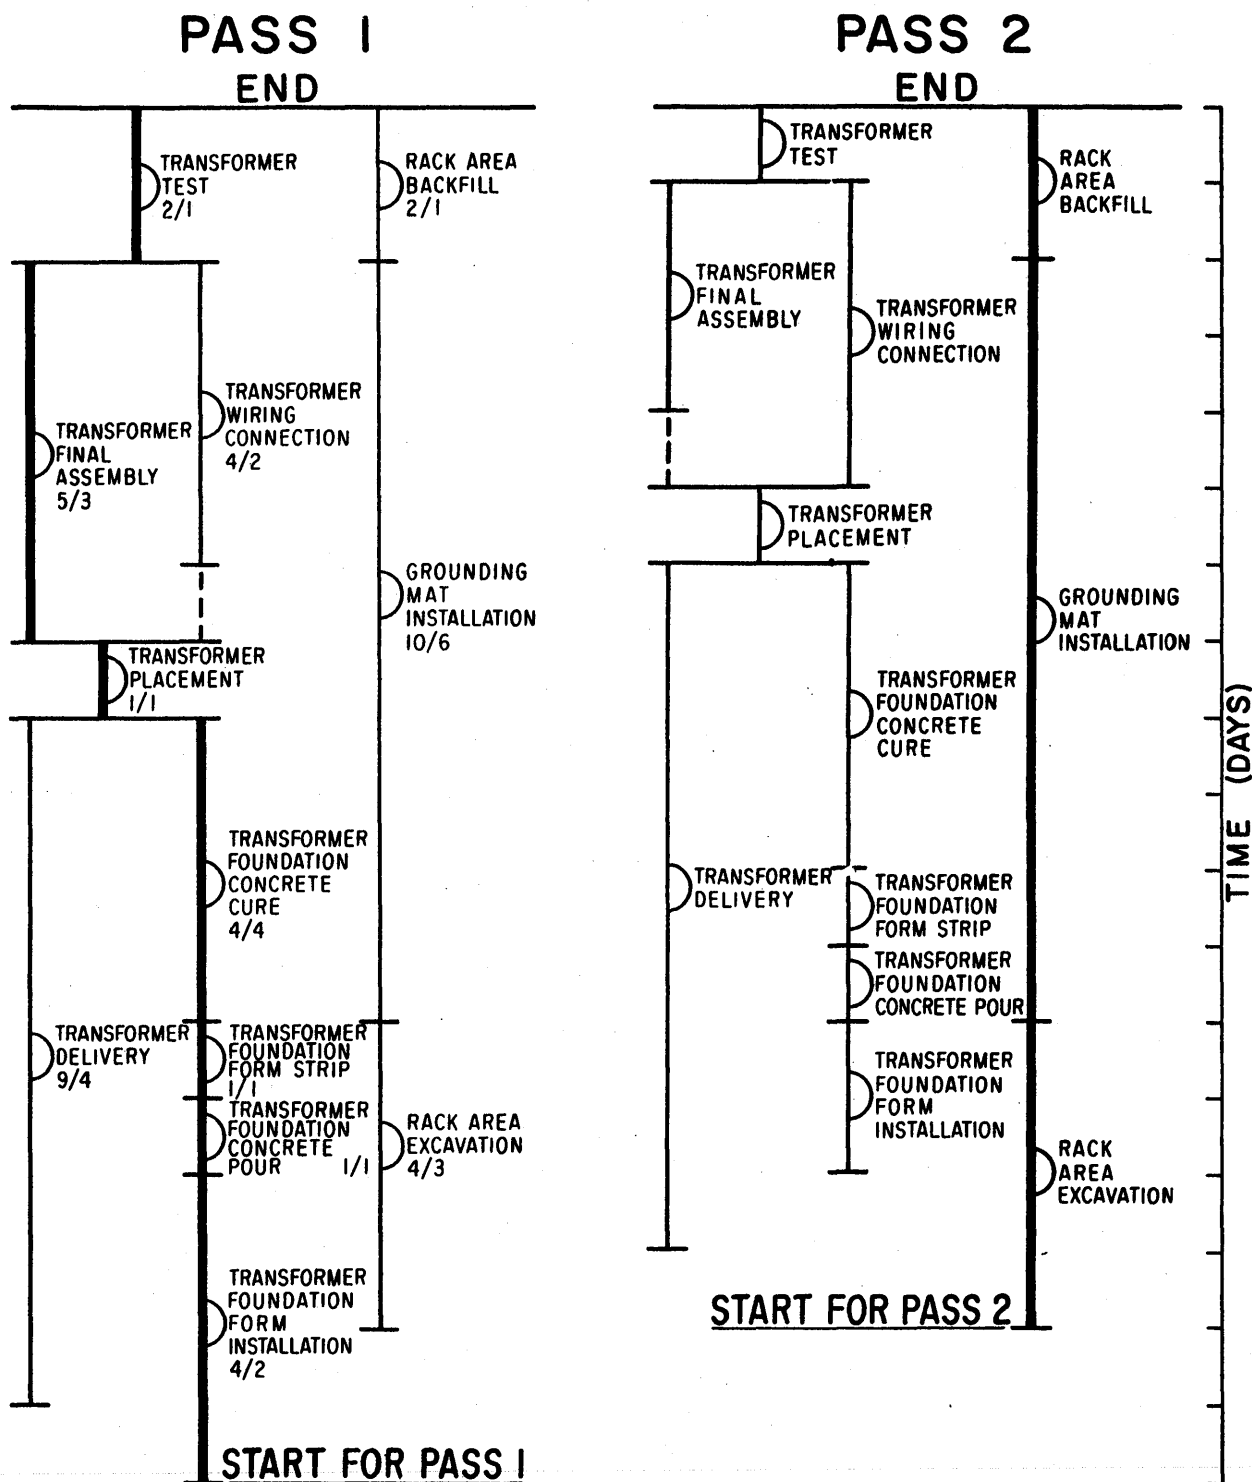 PASS 1
END
TRANSFORMER
TEST
2/1
RACK AREA
BACKFILL
2/1
TRANSFORMER
WIRING
CONNECTION
4/2
TRANSFORMER
FINAL
ASSEMBLY
5/3
GROUNDING
MAT
INSTALLATION
10/6
TRANSFORMER
PLACEMENT
1/1
TRANSFORMER
FOUNDATION
CONCRETE
CURE
4/4
TRANSFORMER
DELIVERY
9/4
TRANSFORMER
FOUNDATION
FORM STRIP
1/1
TRANSFORMER
FOUNDATION
CONCRETE
POUR 1/1
RACK AREA
EXCAVATION
4/3
TRANSFORMER
FOUNDATION
FORM
INSTALLATION
4/2
START FOR PASS 1
PASS 2
END
TRANSFORMER
TEST
RACK
AREA
BACKFILL
TRANSFORMER
FINAL
ASSEMBLY
TRANSFORMER
WIRING
CONNECTION
TRANSFORMER
PLACEMENT
GROUNDING
MAT
INSTALLATION
TRANSFORMER
FOUNDATION
CONCRETE
CURE
TRANSFORMER
DELIVERY
TRANSFORMER
FOUNDATION
FORM STRIP
TRANSFORMER
FOUNDATION
CONCRETE POUR
TRANSFORMER
FOUNDATION
FORM
INSTALLATION
RACK
AREA
EXCAVATION
START FOR PASS 2
TIME (DAYS)